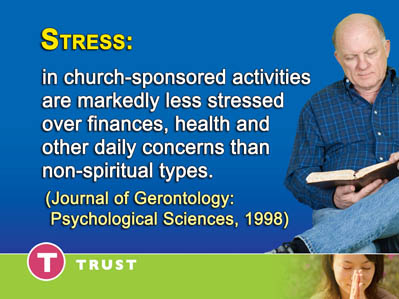 STRESS:
in church-sponsored activities
are markedly less stressed
over finances, health and
other daily concerns than
non-spiritual types.
(Journal of Gerontology:
Psychological Sciences, 1998)
T TRUST